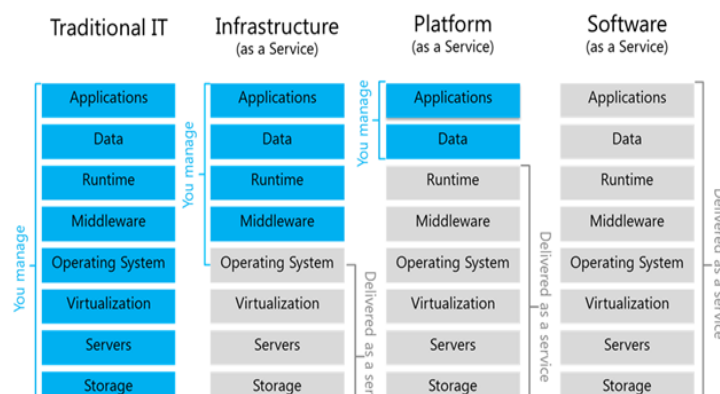 Traditional IT
Infrastructure
(as a Service)
Platform
(as a Service)
Software
(as a Service)
You manage
Applications
Data
Runtime
Middleware
Operating System
Virtualization
Servers
Storage
You manage
Applications
Data
Runtime
Middleware
Operating System
Virtualization
Servers
Storage
Delivered as a ser
You manage
Applications
Data
Runtime
Middleware
Operating System
Virtualization
Servers
Storage
Delivered as a service
Applications
Data
Runtime
Middleware
Operating System
Virtualization
Servers
Storage
Delivered as a service